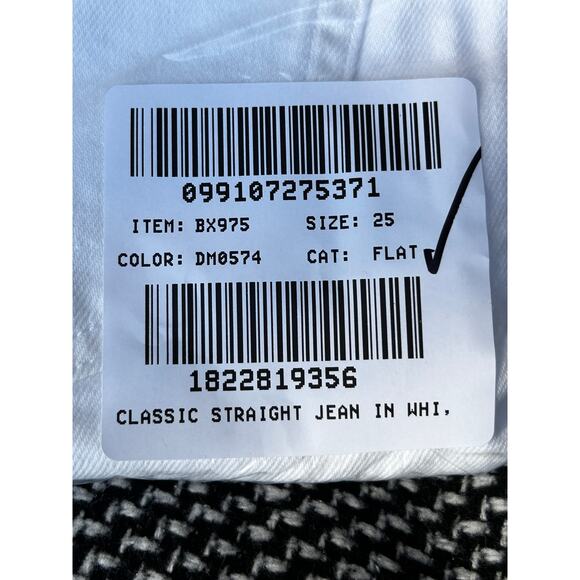 099107275371
ITEM: BX975 SIZE: 25
COLOR: DM0574 CAT: FLAT
1822819356
CLASSIC STRAIGHT JEAN IN WHI,